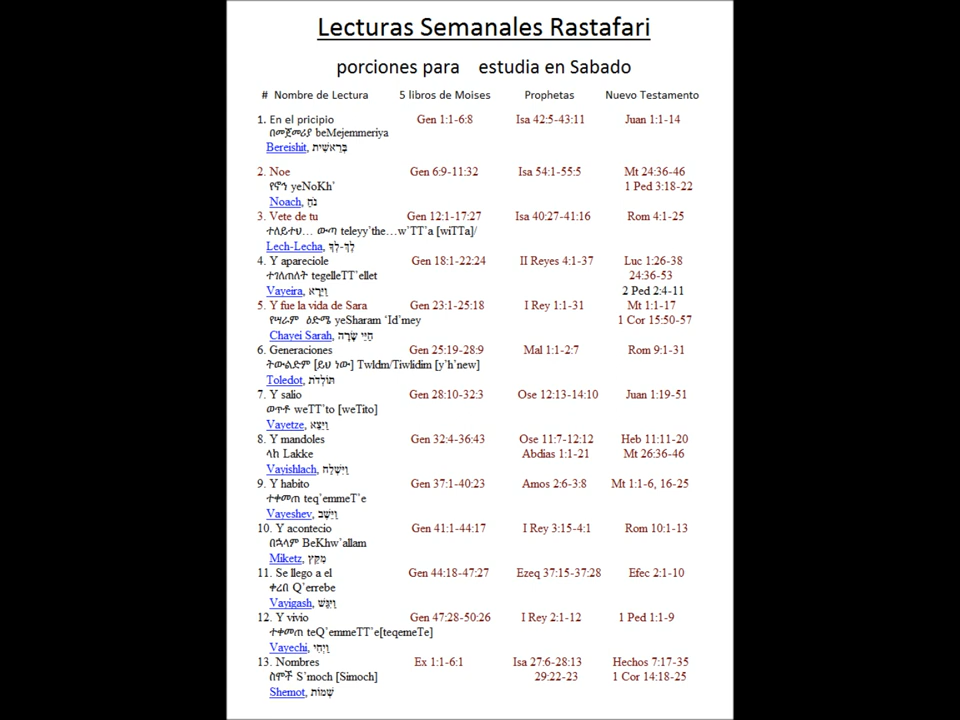 Lecturas Semanales Rastafari
porciones para estudia en Sabado
# Nombre de Lectura 5 libros de Moises Prophetas Nuevo Testamento
1. En el pricipio Gen 1:1-6:8 Isa 42:5-43:11 Juan 1:1-14
በመጀመሪያ beMejemmeriya
Bereishit, בְּרֵאשִׁית
2. Noe Gen 6:9-11:32 Isa 54:1-55:5 Mt 24:36-46
የኖኅ yeNoKh' 1 Ped 3:18-22
Noach, נֹחַ
3. Vete de tu Gen 12:1-17:27 Isa 40:27-41:16 Rom 4:1-25
ተለይተህ... ውጣ teleyy'the...w'TT'a [wiTTa]/
Lech-Lecha, לֶךְ-לְךָ
4. Y apareciole Gen 18:1-22:24 II Reyes 4:1-37 Luc 1:26-38
ተገለጠለት tegelleTT'ellet 24:36-53
Vayeira, וַיֵּרָא 2 Ped 2:4-11
5. Y fue la vida de Sara Gen 23:1-25:18 I Rey 1:1-31 Mt 1:1-17
የሣራም ዕድሜ yeSharam 'Id'mey 1 Cor 15:50-57
Chayei Sarah, חַיֵּי שָׂרָה
6. Generaciones Gen 25:19-28:9 Mal 1:1-2:7 Rom 9:1-31
ትውልድም [ይህ ነው] Twldm/Tiwlidim [y'h'new]
Toledot, תּוֹלְדֹת
7. Y salio Gen 28:10-32:3 Ose 12:13-14:10 Juan 1:19-51
ወጥቶ weTT'to [weTito]
Vayetze, וַיֵּצֵא
8. Y mandoles Gen 32:4-36:43 Ose 11:7-12:12 Heb 11:11-20
ላከ Lakke Abdias 1:1-21 Mt 26:36-46
Vayishlach, וַיִּשְׁלַח
9. Y habito Gen 37:1-40:23 Amos 2:6-3:8 Mt 1:1-6, 16-25
ተቀመጠ teq'emmeT'e
Vayeshev, וַיֵּשֶׁב
10. Y acontecio Gen 41:1-44:17 I Rey 3:15-4:1 Rom 10:1-13
በኋላም BeKhw'allam
Miketz, מִקֵּץ
11. Se llego a el Gen 44:18-47:27 Ezeq 37:15-37:28 Efec 2:1-10
ቀረበ Q'errebe
Vayigash, וַיִּגַּשׁ
12. Y vivio Gen 47:28-50:26 I Rey 2:1-12 1 Ped 1:1-9
ተቀመጠ teQ'emmeTT'e[teqemeTe]
Vayechi, וַיְחִי
13. Nombres Ex 1:1-6:1 Isa 27:6-28:13 Hechos 7:17-35
ስሞች S'moch [Simoch] 29:22-23 1 Cor 14:18-25
Shemot, שְׁמוֹת